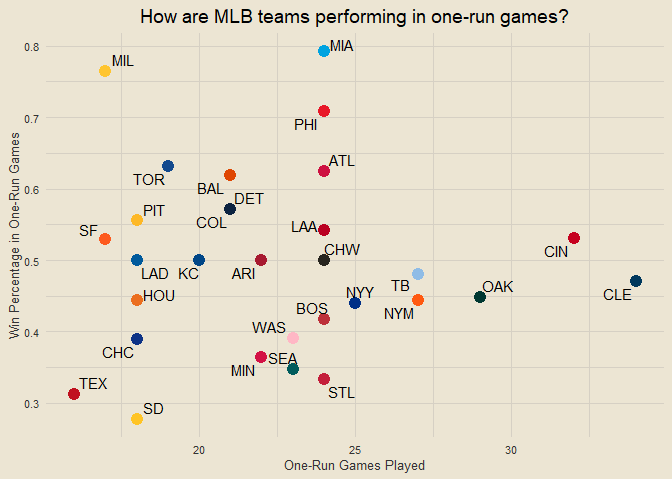 How are MLB teams performing in one-run games?
Win Percentage in One-Run Games
0.8
0.7
0.6
0.5
0.4
0.3
MIA
MIL
PHI
ATL
TOR
BAL
DET
PIT
COL
SF
LAA
CIN
CHW
LAD
KC
ARI
TB
OAK
CLE
HOU
NYY
BOS
NYM
WAS
CHC
SEA
MIN
TEX
STL
SD
20
25
30
One-Run Games Played